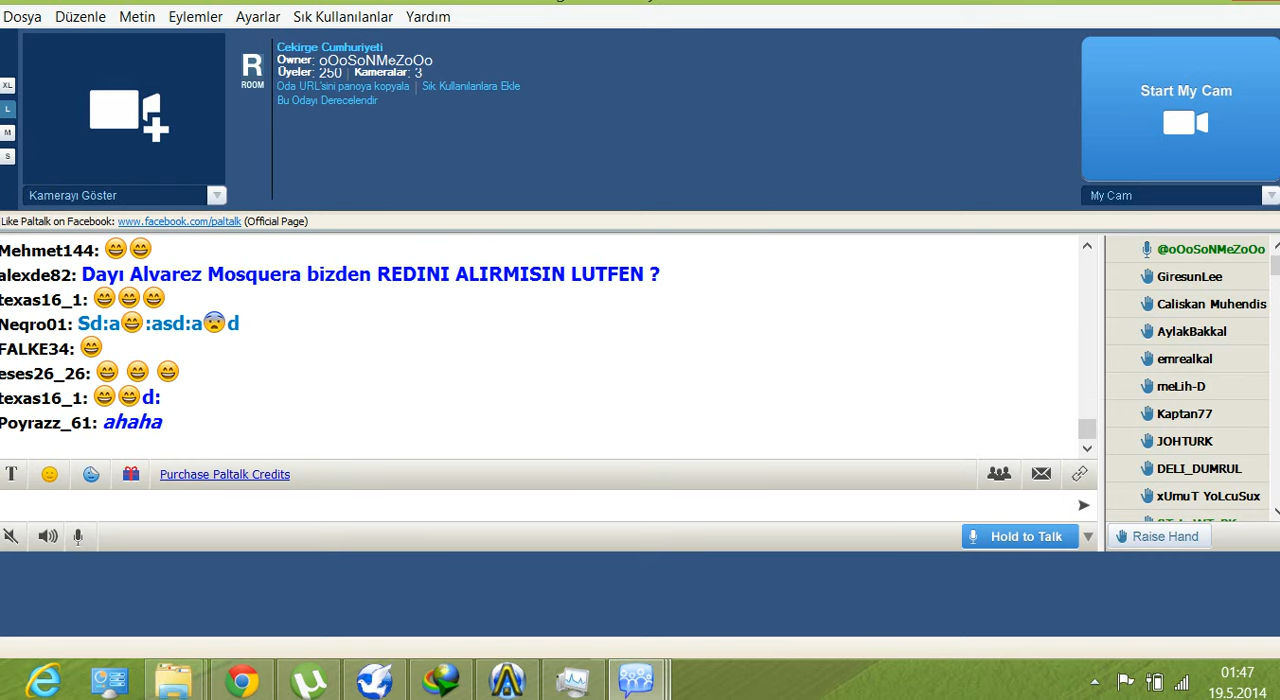 Dosya Düzenle Metin Eylemler Ayarlar Sık Kullanılanlar Yardım
XL
L
M
S
Kamerayı Göster
R
ROOM
Cekirge Cumhuriyeti
Owner: oOoSoNMeZoOo
Üyeler: 250 | Kameralar: 3
Oda URL'sini panoya kopyala | Sık Kullanılanlara Ekle
Bu Odayı Derecelendir
Start My Cam
My Cam
Like Paltalk on Facebook: www.facebook.com/paltalk (Official Page)
Mehmet144: 😄😄
alexde82: Dayı Alvarez Mosquera bizden REDINI ALIRMISIN LUTFEN ?
texas16_1: 😄😄😄
Neqro01: Sd:a😄:asd:a😨d
FALKE34: 😄
eses26_26: 😄 😄 😄
texas16_1: 😄😄d:
Poyrazz_61: ahaha
@oOoSoNMeZoOo
GiresunLee
Caliskan Muhendis
AylakBakkal
emrealkal
meLih-D
Kaptan77
JOHTURK
DELI_DUMRUL
xUmuT YoLcuSux
T
Purchase Paltalk Credits
Hold to Talk
Raise Hand
01:47
19.5.2014